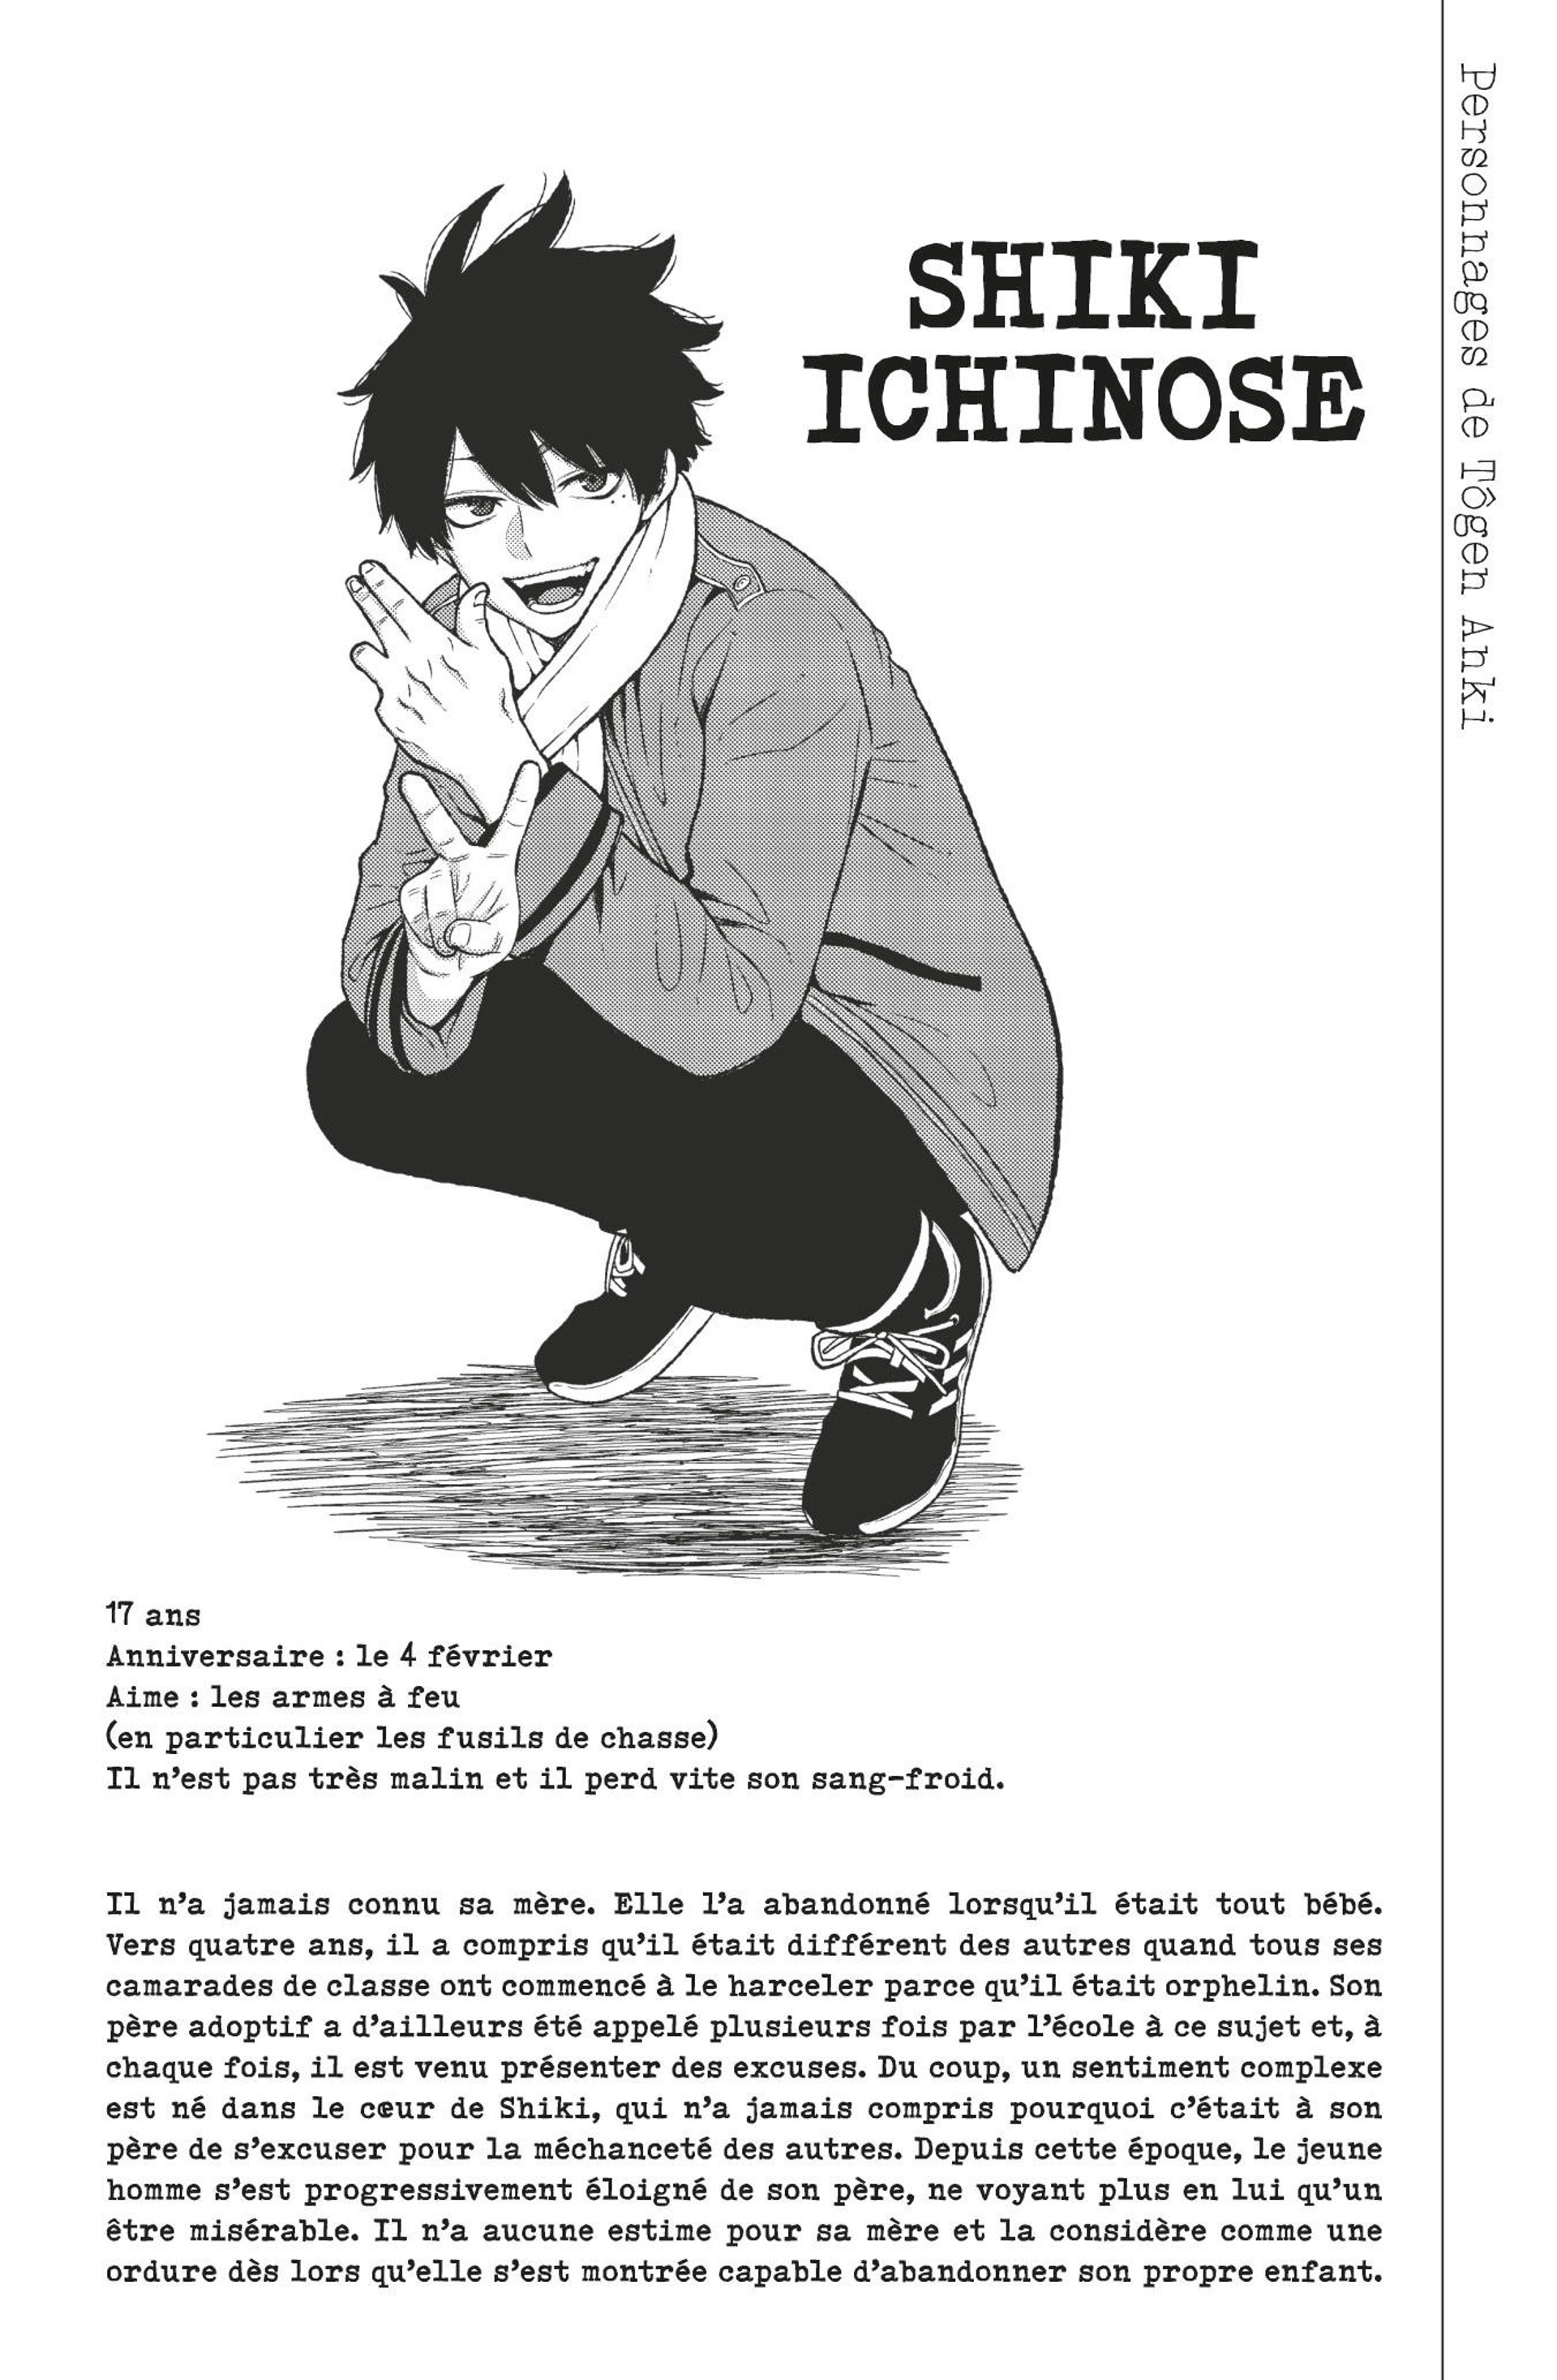 SHIKI
ICHINOSE
Personnages de Tôgen Anki
17 ans
Anniversaire : le 4 février
Aime : les armes à feu
(en particulier les fusils de chasse)
Il n'est pas très malin et il perd vite son sang-froid.
Il n'a jamais connu sa mère. Elle l'a abandonné lorsqu'il était tout bébé.
Vers quatre ans, il a compris qu'il était différent des autres quand tous ses
camarades de classe ont commencé à le harceler parce qu'il était orphelin. Son
père adoptif a d'ailleurs été appelé plusieurs fois par l'école à ce sujet et, à
chaque fois, il est venu présenter des excuses. Du coup, un sentiment complexe
est né dans le cœur de Shiki, qui n'a jamais compris pourquoi c'était à son
père de s'excuser pour la méchanceté des autres. Depuis cette époque, le jeune
homme s'est progressivement éloigné de son père, ne voyant plus en lui qu'un
être misérable. Il n'a aucune estime pour sa mère et la considère comme une
ordure dès lors qu'elle s'est montrée capable d'abandonner son propre enfant.